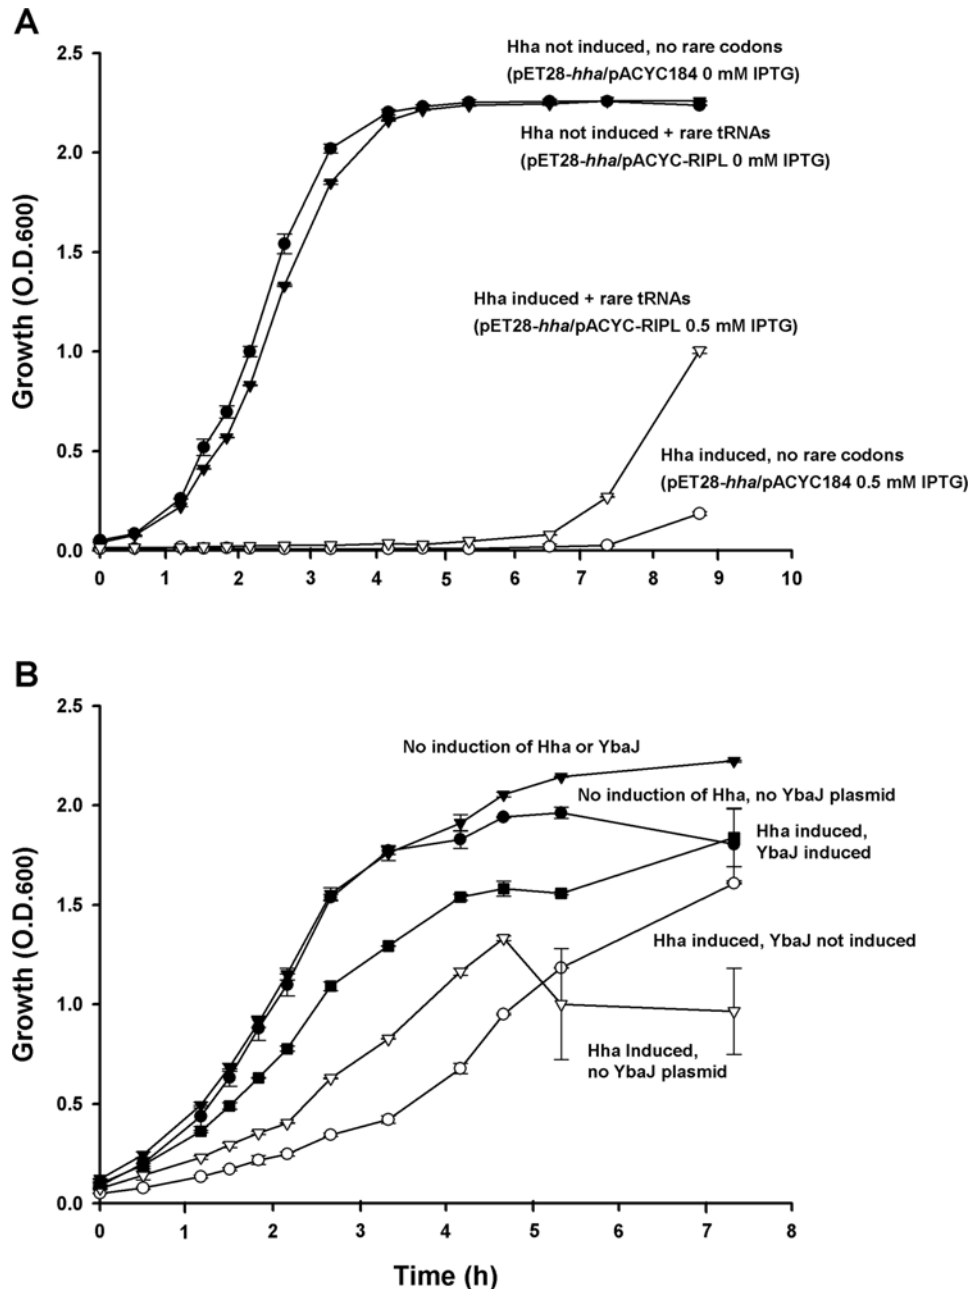 A
2.5
2.0
1.5
1.0
0.5
0.0
Growth (O.D.600)
Hha not induced, no rare codons
(pET28-hha/pACYC184 0 mM IPTG)
Hha not induced + rare tRNAs
(pET28-hha/pACYC-RIPL 0 mM IPTG)
Hha induced + rare tRNAs
(pET28-hha/pACYC-RIPL 0.5 mM IPTG)
Hha induced, no rare codons
(pET28-hha/pACYC184 0.5 mM IPTG)
0 1 2 3 4 5 6 7 8 9 10
B
2.5
2.0
1.5
1.0
0.5
0.0
Growth (O.D.600)
No induction of Hha or YbaJ
No induction of Hha, no YbaJ plasmid
Hha induced,
YbaJ induced
Hha induced, YbaJ not induced
Hha Induced,
no YbaJ plasmid
0 1 2 3 4 5 6 7 8
Time (h)